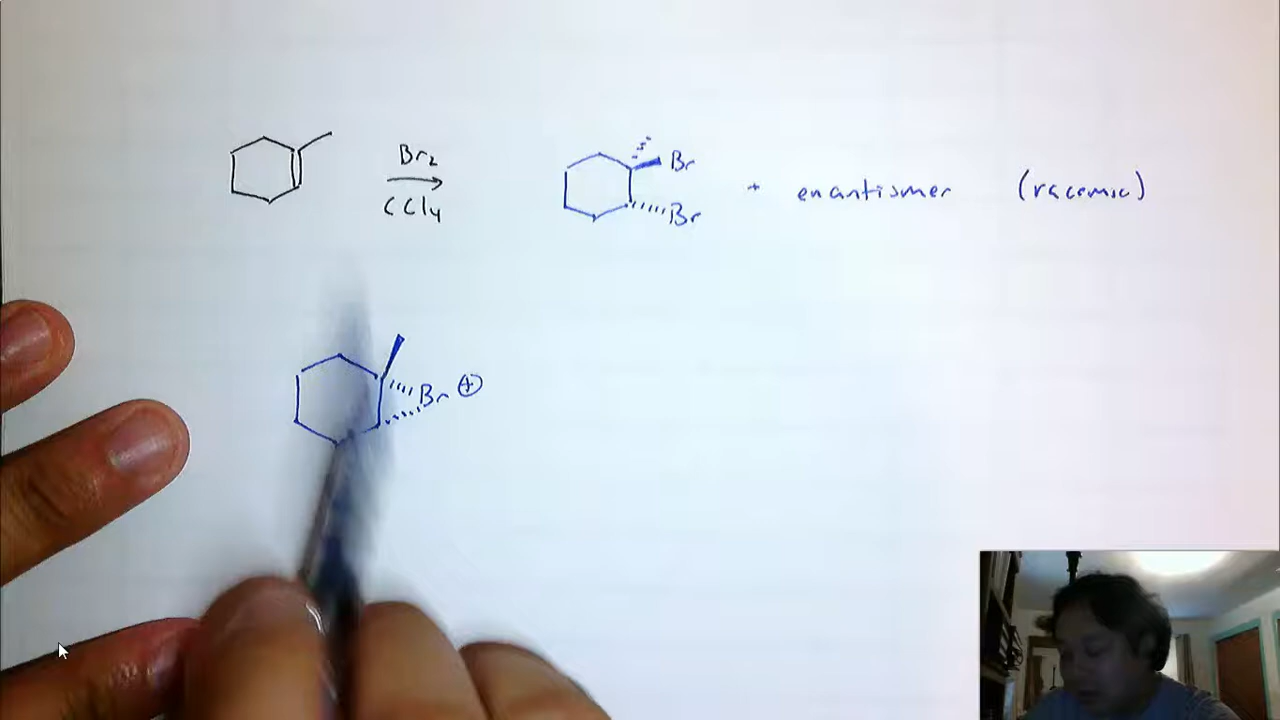 Br₂
CCl₄
Br
Br
+ enantiomer (racemic)
Br ⊕